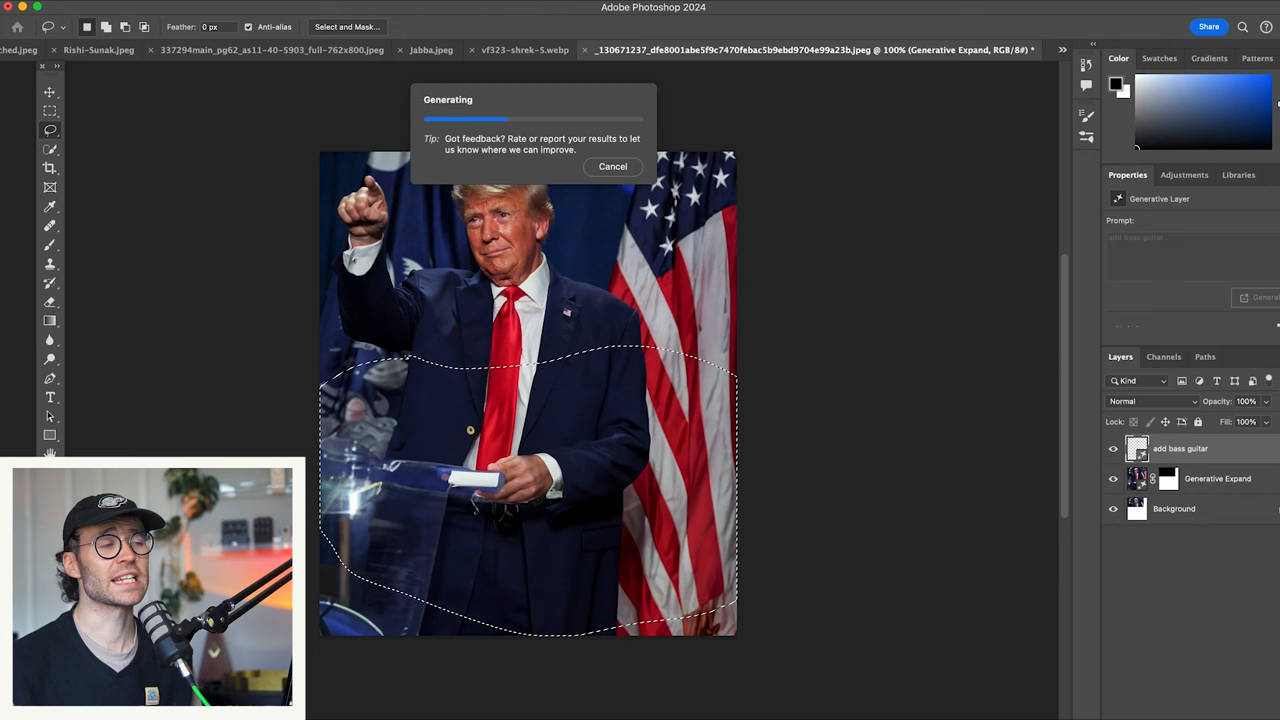 Adobe Photoshop 2024
Feather: 0 px Anti-alias Select and Mask... Share
ched.jpeg × Rishi-Sunak.jpeg × 337294main_pg62_as11-40-5903_full-762x800.jpeg × Jabba.jpeg × vf323-shrek-5.webp × _130671237_dfe8001abe5f9c7470febac5b9ebd9704e99a23b.jpeg @ 100% (Generative Expand, RGB/8#) *
Color Swatches Gradients Patterns
Generating
Tip: Got feedback? Rate or report your results to let
us know where we can improve.
Cancel
Properties Adjustments Libraries
Generative Layer
Prompt:
add bass guitar
Genera
Layers Channels Paths
Kind
Normal Opacity: 100%
Lock: Fill: 100%
add bass guitar
Generative Expand
Background